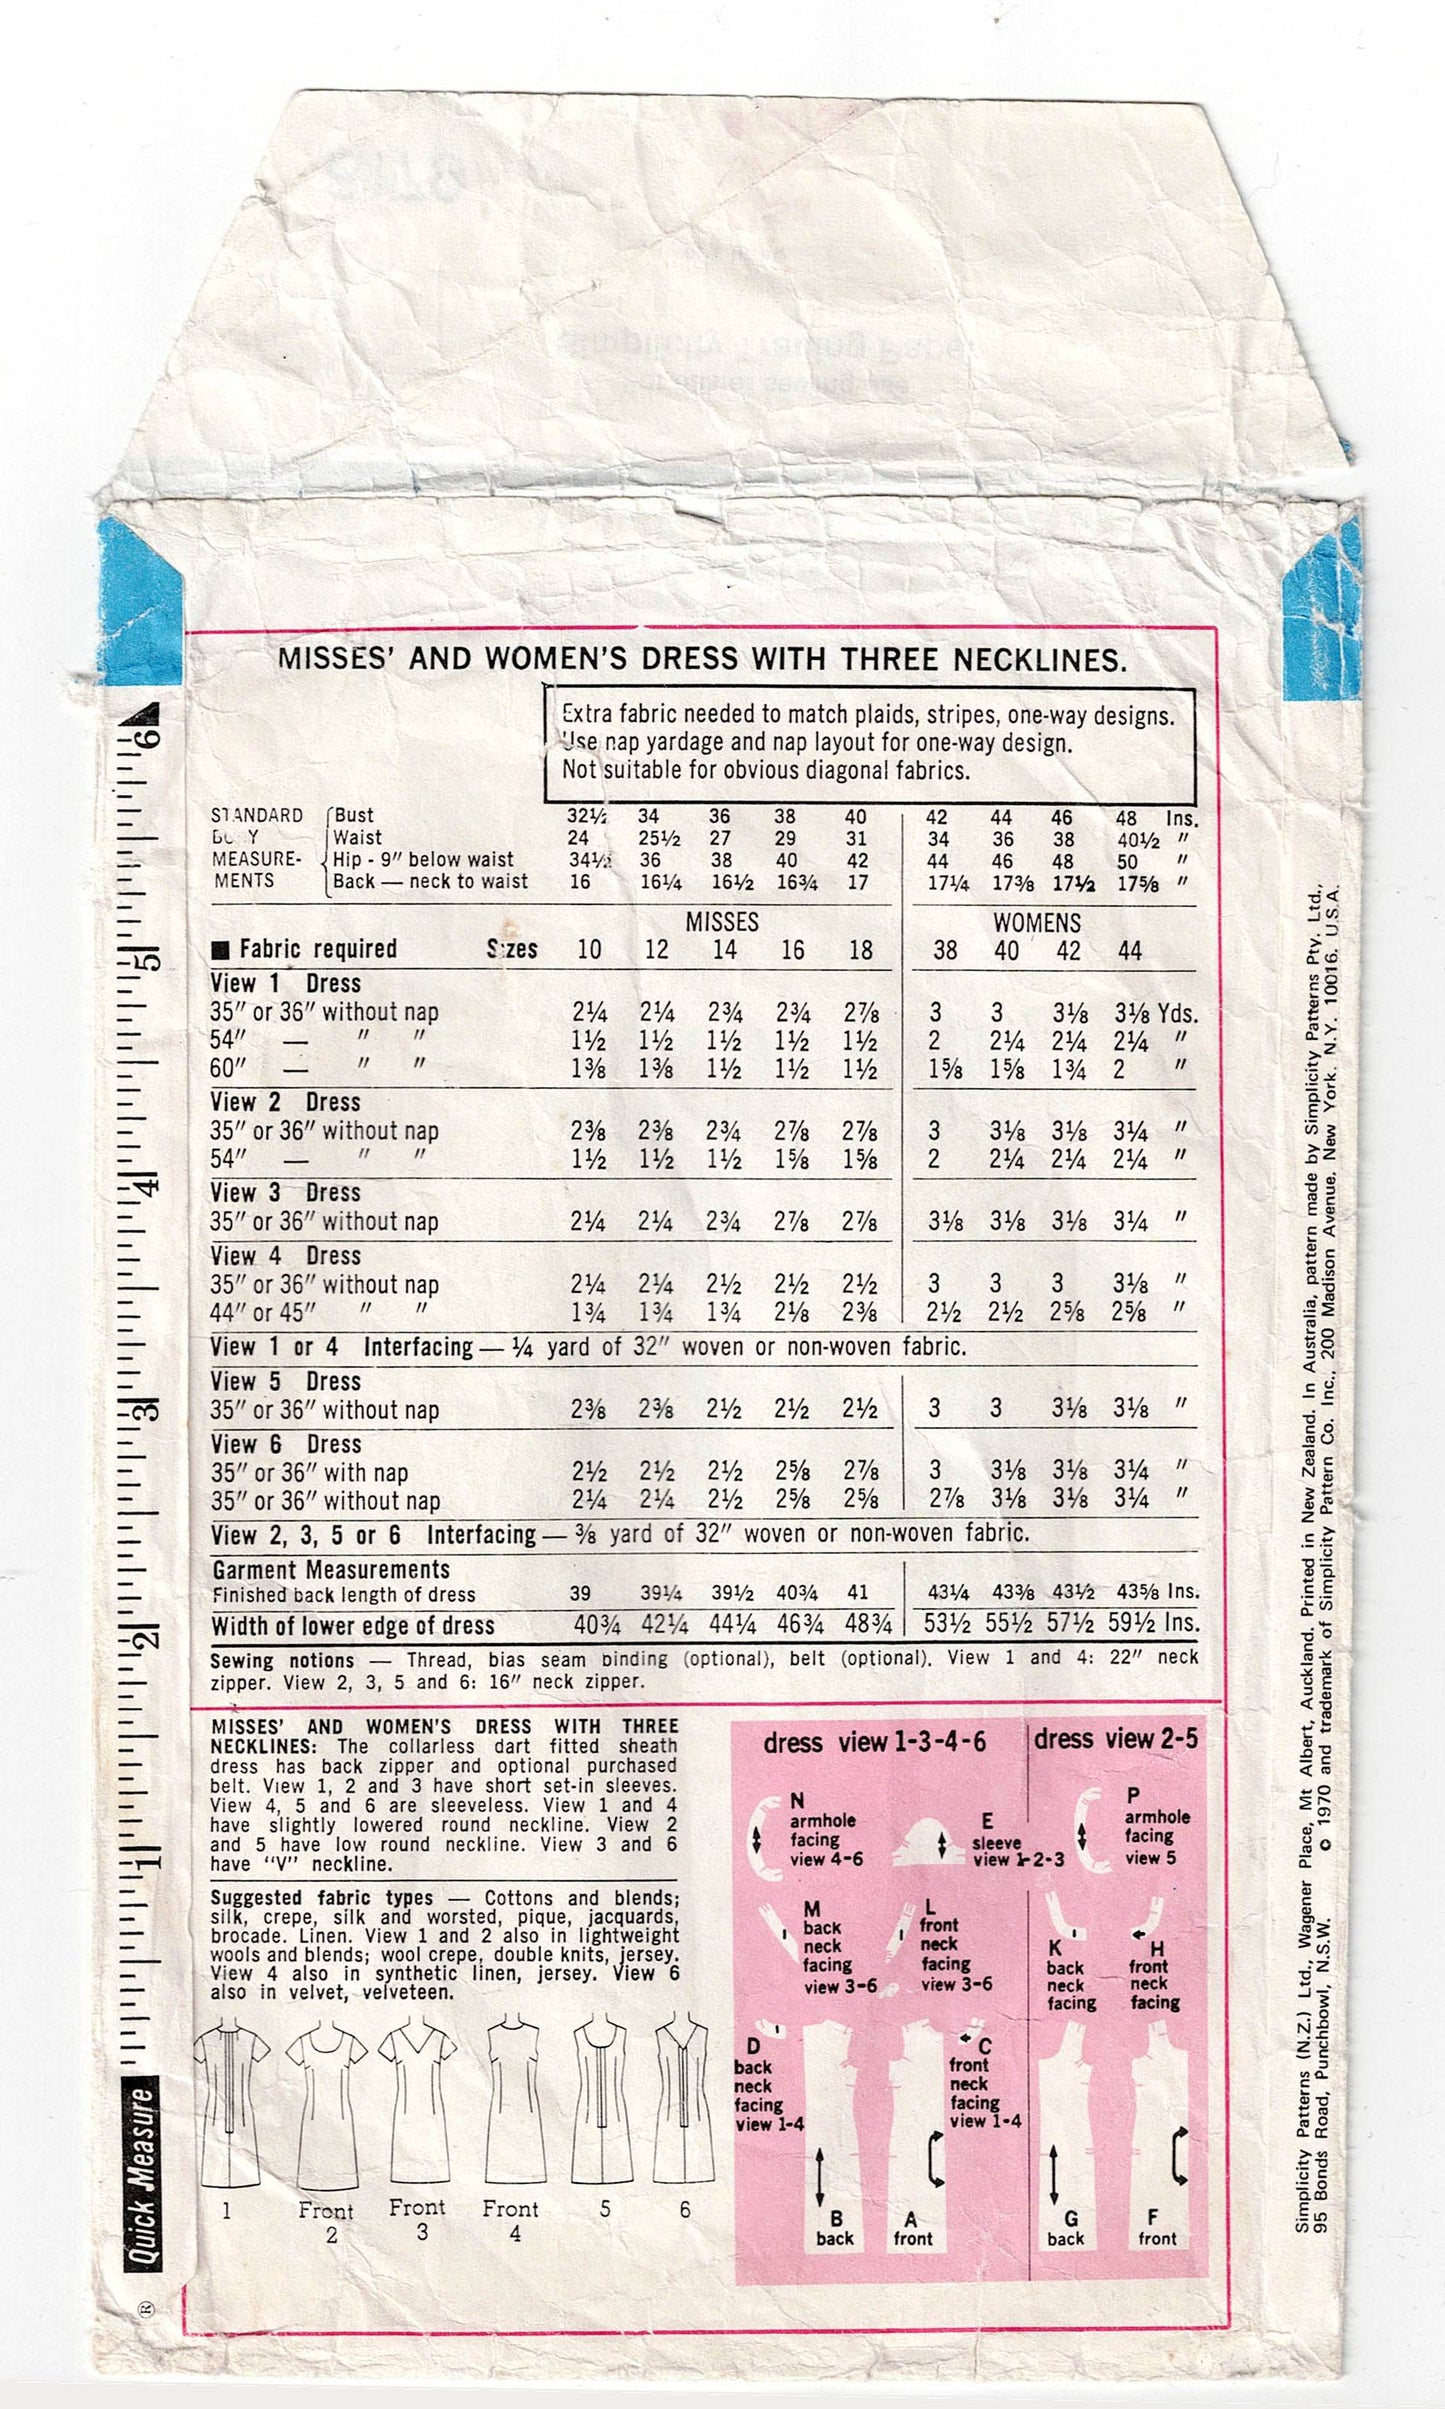 MISSES' AND WOMEN'S DRESS WITH THREE NECKLINES.
Extra fabric needed to match plaids, stripes, one-way designs.
Use nap yardage and nap layout for one-way design.
Not suitable for obvious diagonal fabrics.
STANDARD Bust 32½ 34 36 38 40 42 44 46 48 Ins.
Waist 24 25½ 27 29 31 34 36 38 40½ "
MEASURE- Hip - 9" below waist 34½ 36 38 40 42 44 46 48 50 "
MENTS Back — neck to waist 16 16¼ 16½ 16¾ 17 17¼ 17⅜ 17½ 17⅝ "
MISSES WOMENS
■ Fabric required Sizes 10 12 14 16 18 38 40 42 44
View 1 Dress
35" or 36" without nap 2¼ 2¼ 2¾ 2¾ 2⅞ 3 3 3⅛ 3⅛ Yds.
54" — " " 1½ 1½ 1½ 1½ 1½ 2 2¼ 2¼ 2¼ "
60" — " " 1⅜ 1⅜ 1½ 1½ 1½ 1⅝ 1⅝ 1¾ 2 "
View 2 Dress
35" or 36" without nap 2⅜ 2⅜ 2¾ 2⅞ 2⅞ 3 3⅛ 3⅛ 3¼ "
54" — " " 1½ 1½ 1½ 1⅝ 1⅝ 2 2¼ 2¼ 2¼ "
View 3 Dress
35" or 36" without nap 2¼ 2¼ 2¾ 2⅞ 2⅞ 3⅛ 3⅛ 3⅛ 3¼ "
View 4 Dress
35" or 36" without nap 2¼ 2¼ 2½ 2½ 2½ 3 3 3 3⅛ "
44" or 45" " " 1¾ 1¾ 1¾ 2⅛ 2⅜ 2½ 2½ 2⅝ 2⅝ "
View 1 or 4 Interfacing — ¼ yard of 32" woven or non-woven fabric.
View 5 Dress
35" or 36" without nap 2⅜ 2⅜ 2½ 2½ 2½ 3 3 3⅛ 3⅛ "
View 6 Dress
35" or 36" with nap 2½ 2½ 2½ 2⅝ 2⅞ 3 3⅛ 3⅛ 3¼ "
35" or 36" without nap 2¼ 2¼ 2½ 2⅝ 2⅝ 2⅞ 3⅛ 3⅛ 3¼ "
View 2, 3, 5 or 6 Interfacing — ⅜ yard of 32" woven or non-woven fabric.
Garment Measurements
Finished back length of dress 39 39¼ 39½ 40¾ 41 43¼ 43⅜ 43½ 43⅝ Ins.
Width of lower edge of dress 40¾ 42¼ 44¼ 46¾ 48¾ 53½ 55½ 57½ 59½ Ins.
Sewing notions — Thread, bias seam binding (optional), belt (optional). View 1 and 4: 22" neck
zipper. View 2, 3, 5 and 6: 16" neck zipper.
MISSES' AND WOMEN'S DRESS WITH THREE
NECKLINES: The collarless dart fitted sheath
dress has back zipper and optional purchased
belt. View 1, 2 and 3 have short set-in sleeves.
View 4, 5 and 6 are sleeveless. View 1 and 4
have slightly lowered round neckline. View 2
and 5 have low round neckline. View 3 and 6
have "V" neckline.
Suggested fabric types — Cottons and blends;
silk, crepe, silk and worsted, pique, jacquards,
brocade. Linen. View 1 and 2 also in lightweight
wools and blends; wool crepe, double knits, jersey.
View 4 also in synthetic linen, jersey. View 6
also in velvet, velveteen.
1
Front
2
Front
3
Front
4
5
6
dress view 1-3-4-6
N
armhole
facing
view 4-6
E
sleeve
view 1-2-3
M
back
neck
facing
view 3-6
L
front
neck
facing
view 3-6
D
back
neck
facing
view 1-4
C
front
neck
facing
view 1-4
B
back
A
front
dress view 2-5
P
armhole
facing
view 5
K
back
neck
facing
H
front
neck
facing
G
back
F
front
6
5
4
3
2
1
Quick Measure
®
Simplicity Patterns (N.Z.) Ltd., Wagener Place, Mt Albert, Auckland. Printed in New Zealand. In Australia, pattern made by Simplicity Patterns Pty. Ltd.,
95 Bonds Road, Punchbowl, N.S.W. © 1970 and trademark of Simplicity Pattern Co. Inc., 200 Madison Avenue. New York. N.Y. 10016. U.S.A.